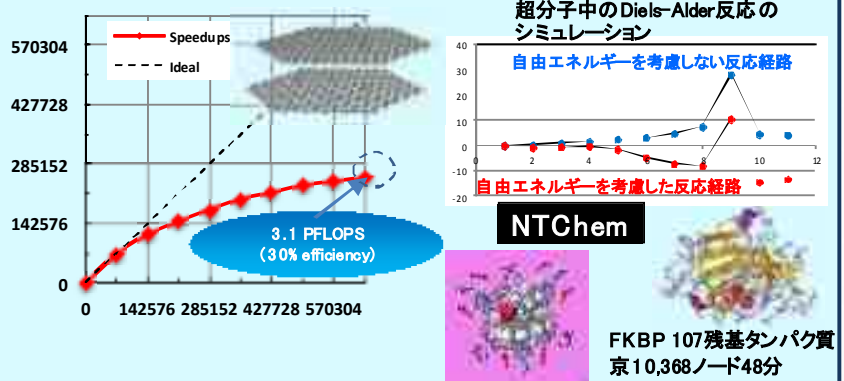 570304
427728
285152
142576
0
0 142576 285152 427728 570304
Speedups
Ideal
3.1 PFLOPS
(30% efficiency)
超分子中のDiels-Alder反応の
シミュレーション
40
30
20
10
0
-10
-20
0 2 4 6 8 10 12
自由エネルギーを考慮しない反応経路
自由エネルギーを考慮した反応経路
NTChem
FKBP 107残基タンパク質
京10,368ノード48分